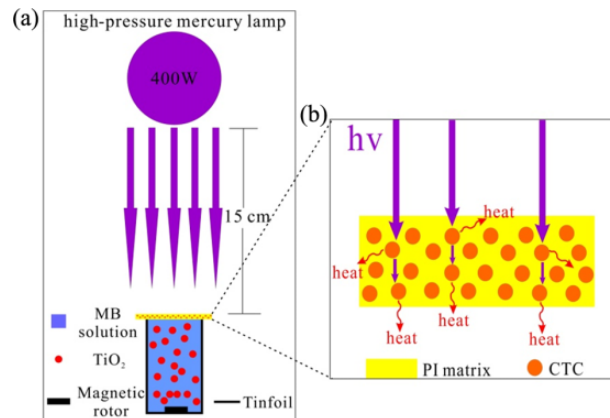 (a)
high-pressure mercury lamp
400W
15 cm
MB
solution
TiO₂
Magnetic
rotor
Tinfoil
(b)
hv
heat
heat
heat
heat
heat
PI matrix
CTC